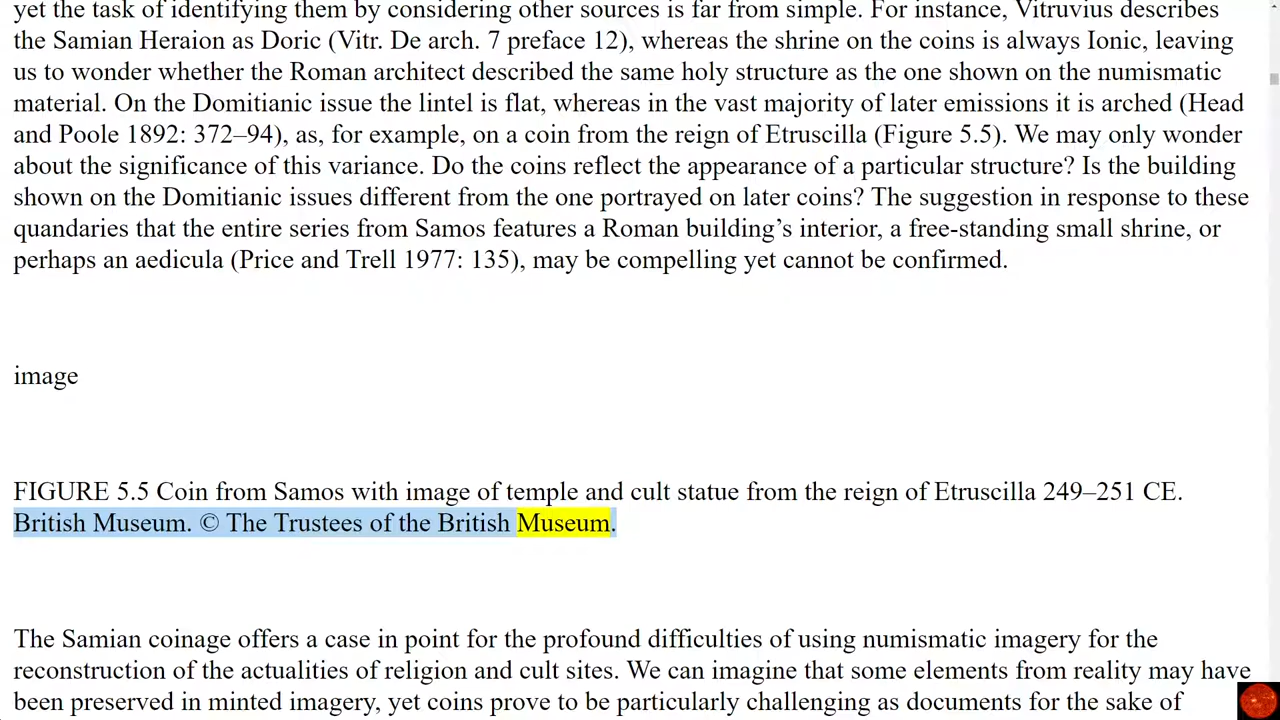 yet the task of identifying them by considering other sources is far from simple. For instance, Vitruvius describes
the Samian Heraion as Doric (Vitr. De arch. 7 preface 12), whereas the shrine on the coins is always Ionic, leaving
us to wonder whether the Roman architect described the same holy structure as the one shown on the numismatic
material. On the Domitianic issue the lintel is flat, whereas in the vast majority of later emissions it is arched (Head
and Poole 1892: 372–94), as, for example, on a coin from the reign of Etruscilla (Figure 5.5). We may only wonder
about the significance of this variance. Do the coins reflect the appearance of a particular structure? Is the building
shown on the Domitianic issues different from the one portrayed on later coins? The suggestion in response to these
quandaries that the entire series from Samos features a Roman building’s interior, a free-standing small shrine, or
perhaps an aedicula (Price and Trell 1977: 135), may be compelling yet cannot be confirmed.
image
FIGURE 5.5 Coin from Samos with image of temple and cult statue from the reign of Etruscilla 249–251 CE.
British Museum. © The Trustees of the British Museum.
The Samian coinage offers a case in point for the profound difficulties of using numismatic imagery for the
reconstruction of the actualities of religion and cult sites. We can imagine that some elements from reality may have
been preserved in minted imagery, yet coins prove to be particularly challenging as documents for the sake of